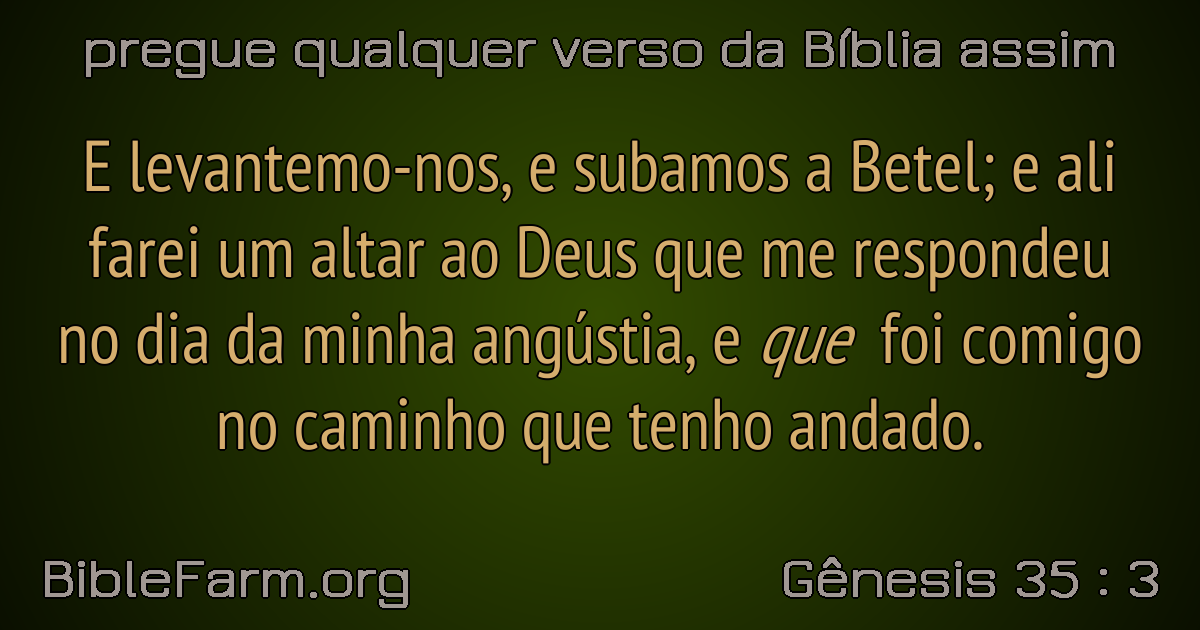 pregue qualquer verso da Bíblia assim
E levantemo-nos, e subamos a Betel; e ali
farei um altar ao Deus que me respondeu
no dia da minha angústia, e que foi comigo
no caminho que tenho andado.
BibleFarm.org
Gênesis 35 : 3